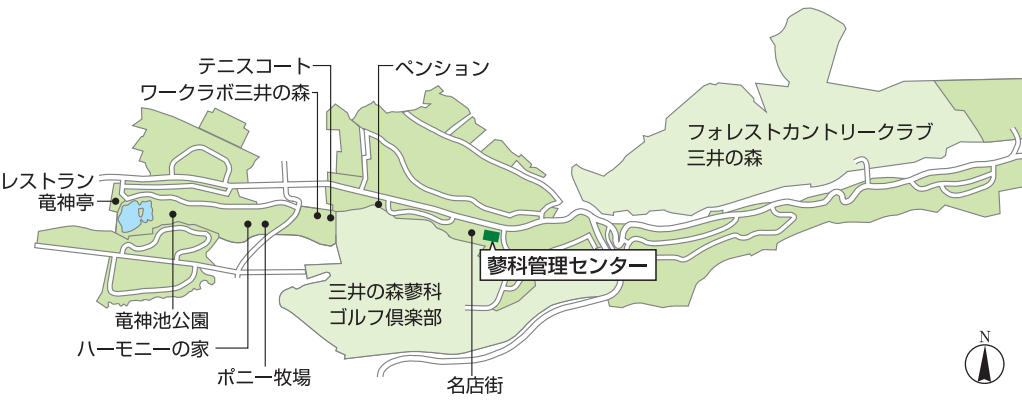 テニスコート
ペンション
ワークラボ三井の森
フォレストカントリークラブ
三井の森
レストラン
竜神亭
蓼科管理センター
三井の森蓼科
ゴルフ倶楽部
竜神池公園
ハーモニーの家
ポニー牧場
名店街
N